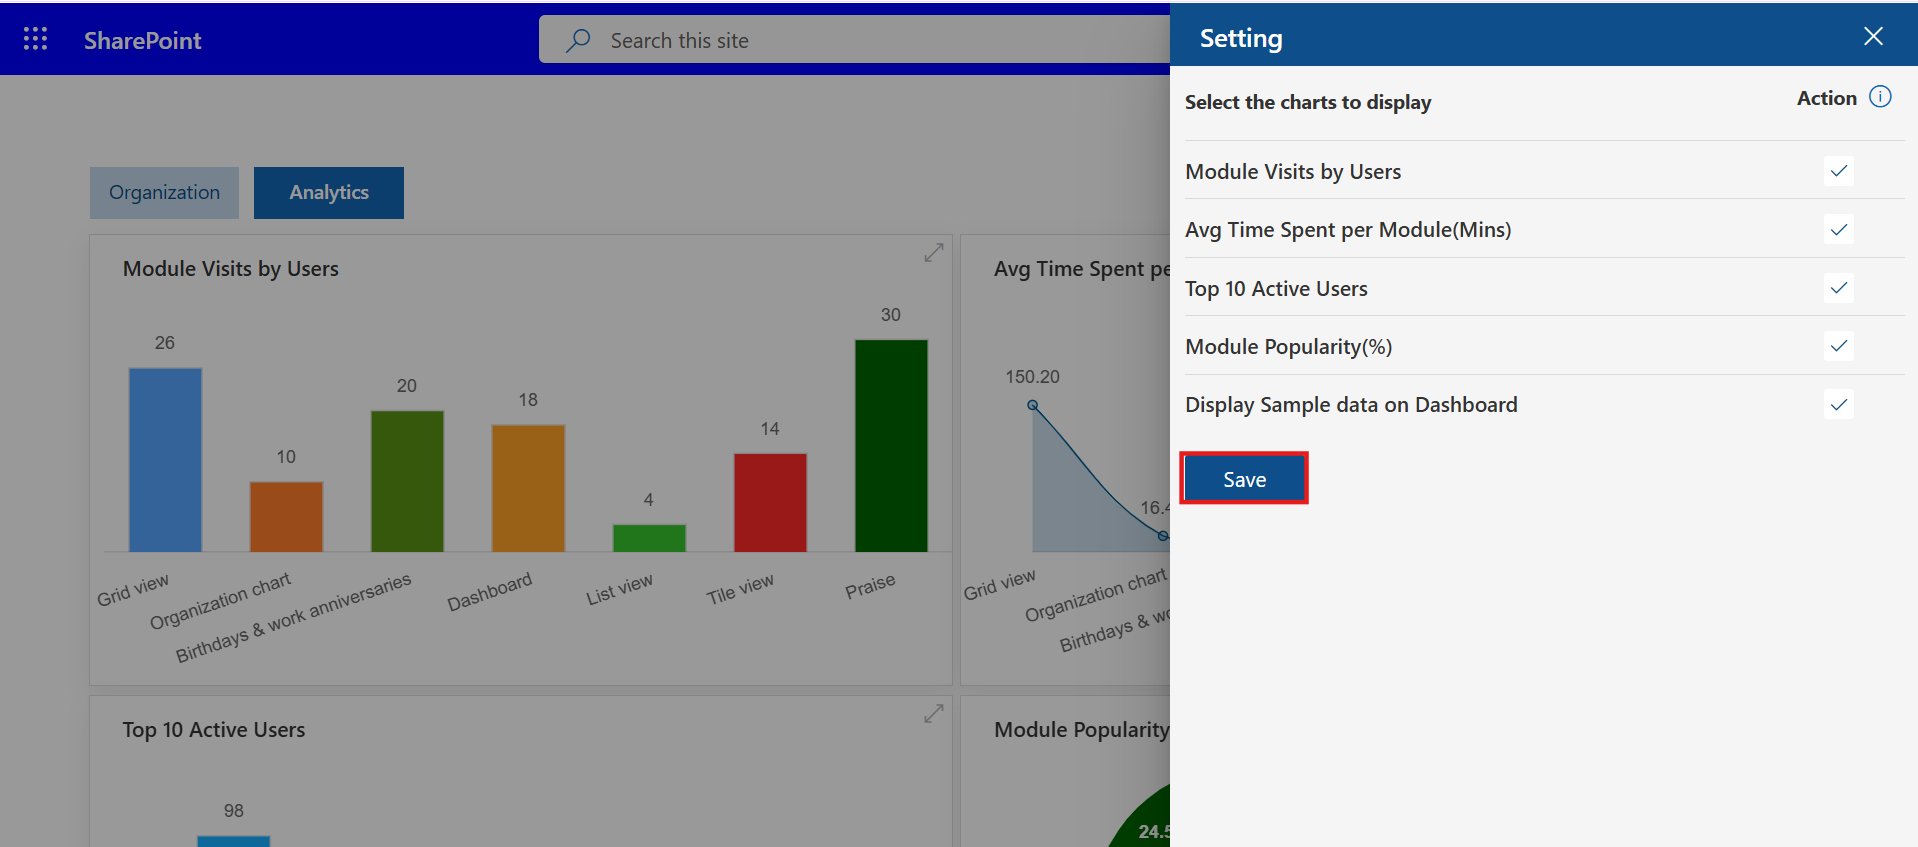 SharePoint
Search this site
Setting
Select the charts to display
Action
Module Visits by Users
Avg Time Spent per Module(Mins)
Top 10 Active Users
Module Popularity(%)
Display Sample data on Dashboard
Save
Organization
Analytics
Module Visits by Users
26
10
20
18
4
14
30
Grid view
Organization chart
Birthdays & work anniversaries
Dashboard
List view
Tile view
Praise
Avg Time Spent
150.20
16.4
Grid view
Organization chart
Birthdays &
Top 10 Active Users
98
Module Popularity
24.5